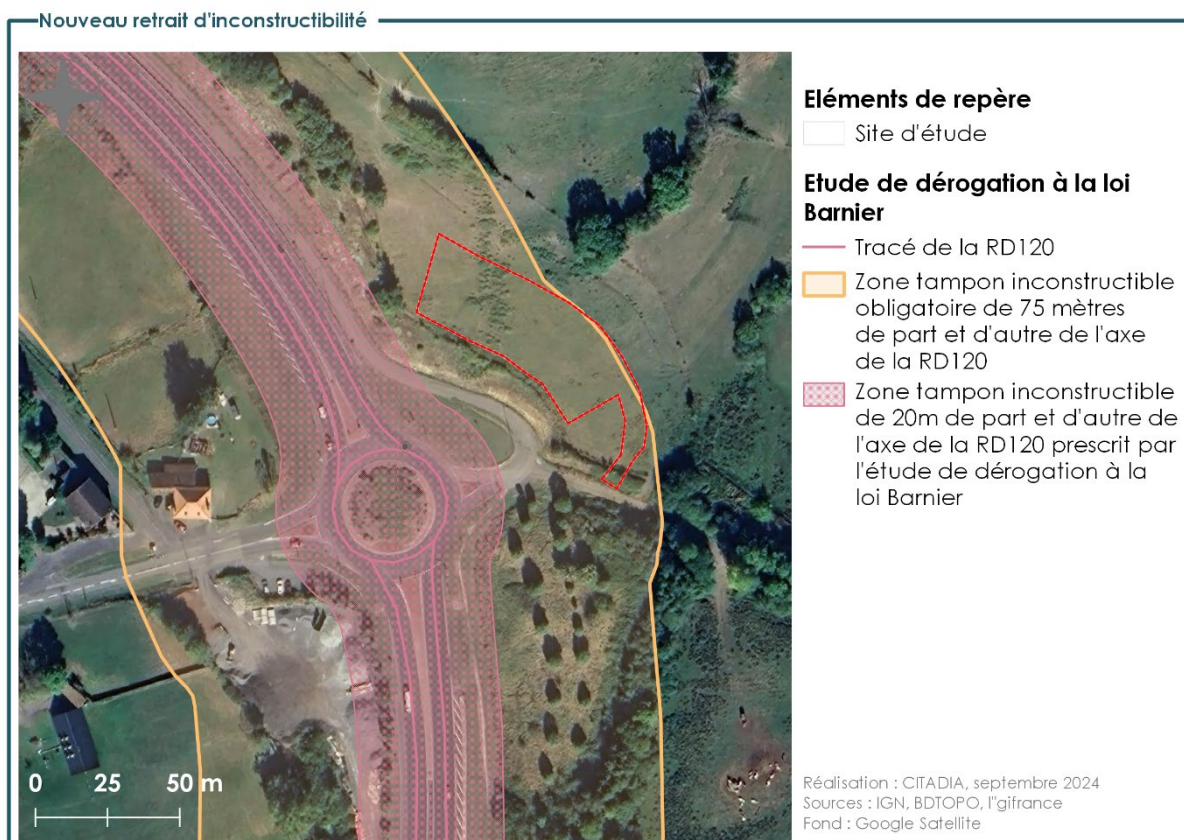 Nouveau retrait d'inconstructibilité
Eléments de repère
Site d'étude
Etude de dérogation à la loi
Barnier
Tracé de la RD120
Zone tampon inconstructible
obligatoire de 75 mètres
de part et d'autre de l'axe
de la RD120
Zone tampon inconstructible
de 20m de part et d'autre de
l'axe de la RD120 prescrit par
l'étude de dérogation à la
loi Barnier
0 25 50 m
Réalisation : CITADIA, septembre 2024
Sources : IGN, BDTOPO, l"gifrance
Fond : Google Satellite